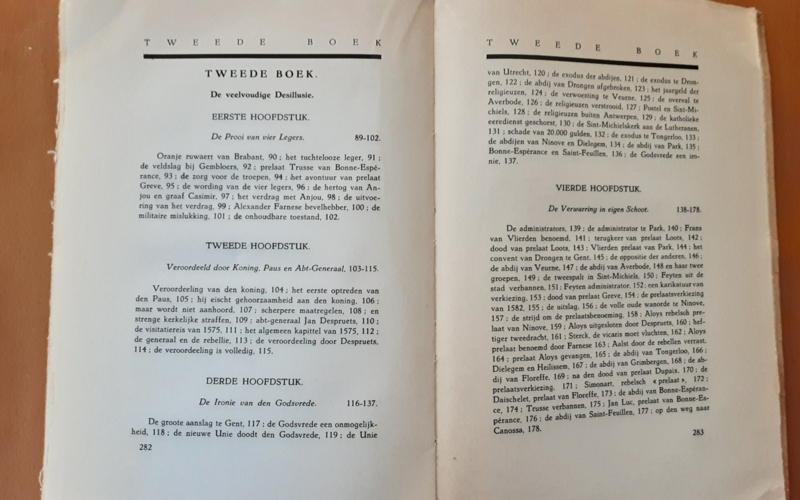 TWEEDE BOEK
TWEEDE BOEK.
De veelvoudige Desillusie.
EERSTE HOOFDSTUK.
De Prooi van vier Legers. 89-102.
Oranje ruwaert van Brabant, 90 ; het tuchtelooze leger, 91 ;
de veldslag bij Gembloers, 92 ; prelaat Trusse van Bonne-Espé-
rance, 93 ; de zorg voor de troepen, 94 ; het avontuur van prelaat
Greve, 95 ; de wording van de vier legers, 96 ; de hertog van An-
jou en graaf Casimir, 97 ; het verdrag met Anjou, 98 ; de uitvoe-
ring van het verdrag, 99 ; Alexander Farnese bevelhebber, 100 ; de
militaire mislukking, 101 ; de onhoudbare toestand, 102.
TWEEDE HOOFDSTUK.
Veroordeeld door Koning, Paus en Abt-Generaal, 103-115.
Veroordeeling van den koning, 104 ; het eerste optreden van
den Paus, 105 ; hij eischt gehoorzaamheid aan den koning, 106 ;
maar wordt niet aanhoord, 107 ; scherpere maatregelen, 108 ; en
strenge kerkelijke straffen, 109 ; abt-generaal Jan Despruets, 110 ;
de visitatiereis van 1575, 111 ; het algemeen kapittel van 1575, 112 ;
de generaal en de rebellie, 113 ; de veroordeeling door Despruets,
114 ; de veroordeeling is volledig, 115.
DERDE HOOFDSTUK.
De Ironie van den Godsvrede. 116-137.
De groote aanslag te Gent, 117 ; de Godsvrede een onmogelijk-
heid, 118 ; de nieuwe Unie doodt den Godsvrede, 119 ; de Unie
282
TWEEDE BOEK
van Utrecht, 120 ; de exodus der abdijen, 121 ; de exodus te Dron-
gen, 122 ; de abdij van Drongen afgebroken, 123 ; het jaargeld der
religieuzen, 124 ; de verwoesting te Veurne, 125 ; de overval te
Averbode, 126 ; de religieuzen verstrooid, 127 ; Postel en Sint-Mi-
chiels, 128 ; de religieuzen buiten Antwerpen, 129 ; de katholieke
eeredienst geschorst, 130 ; de Sint-Michielskerk aan de Lutheranen,
131 ; schade van 20.000 gulden, 132 ; de exodus te Tongerloo, 133 ;
de abdijen van Ninove en Dielegem, 134 ; de abdij van Park, 135 ;
Bonne-Espérance en Saint-Feuillen, 136 ; de Godsvrede een iro-
nie, 137.
VIERDE HOOFDSTUK.
De Verwarring in eigen Schoot. 138-178.
De administrators, 139 ; de administrator te Park, 140 ; Frans
van Vlierden benoemd, 141 ; terugkeer van prelaat Loots, 142 ;
dood van prelaat Loots, 143 ; Vlierden prelaat van Park, 144 ; het
convent van Drongen te Gent, 145 ; de oppositie der anderen, 146 ;
de abdij van Veurne, 147 ; de abdij van Averbode, 148 en haar twee
groepen, 149 ; de tweespalt in Sint-Michiels, 150 ; Feyten uit de
stad verbannen, 151 ; Feyten administrator, 152 ; een karikatuur van
verkiezing, 153 ; dood van prelaat Greve, 154 ; de prelaatsverkiezing
van 1582, 155 ; de uitslag, 156 ; de volle oude wanorde te Ninove,
157 ; de strijd om de prelaatsbenoeming, 158 ; Aloys rebelsch pre-
laat van Ninove, 159 ; Aloys uitgesloten door Despruets, 160 ; hef-
tiger tweedracht, 161 ; Sterck, de vicaris moet vluchten, 162 ; Aloys
prelaat benoemd door Farnese 163 ; Aalst door de rebellen verrast,
164 ; prelaat Aloys gevangen, 165 ; de abdij van Tongerloo, 166 ;
Dielegem en Heilissem, 167 ; de abdij van Grimbergen, 168 ; de ab-
dij van Floreffe, 169 ; na den dood van prelaat Dupaix, 170 ; de
prelaatsverkiezing, 171 ; Simonart, rebelsch « prelaat », 172 ;
Daischelet, prelaat van Floreffe, 173 ; de abdij van Bonne-Espéran-
ce, 174 ; Trusse verbannen, 175 ; Jan Luc, prelaat van Bonne-Es-
pérance, 176 ; de abdij van Saint-Feuillen, 177 ; op den weg naar
Canossa, 178.
283